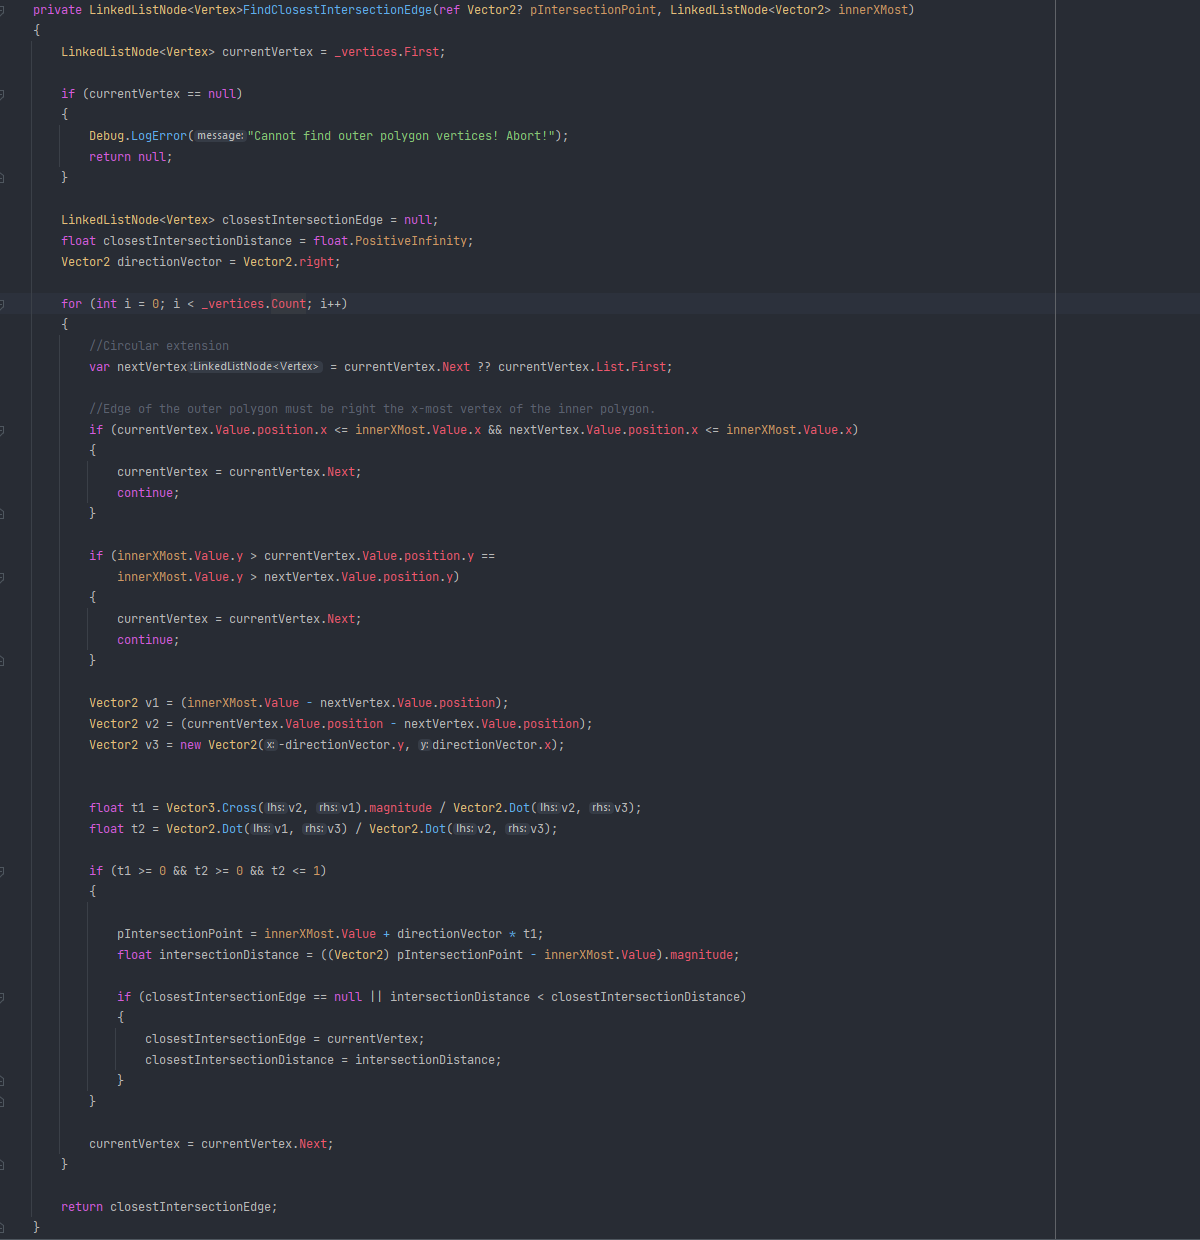 private LinkedListNode<Vertex>FindClosestIntersectionEdge(ref Vector2? pIntersectionPoint, LinkedListNode<Vector2> innerXMost)
{
LinkedListNode<Vertex> currentVertex = _vertices.First;
if (currentVertex == null)
{
Debug.LogError(message:"Cannot find outer polygon vertices! Abort!");
return null;
}
LinkedListNode<Vertex> closestIntersectionEdge = null;
float closestIntersectionDistance = float.PositiveInfinity;
Vector2 directionVector = Vector2.right;
for (int i = 0; i < _vertices.Count; i++)
{
//Circular extension
var nextVertex:LinkedListNode<Vertex> = currentVertex.Next ?? currentVertex.List.First;
//Edge of the outer polygon must be right the x-most vertex of the inner polygon.
if (currentVertex.Value.position.x <= innerXMost.Value.x && nextVertex.Value.position.x <= innerXMost.Value.x)
{
currentVertex = currentVertex.Next;
continue;
}
if (innerXMost.Value.y > currentVertex.Value.position.y ==
innerXMost.Value.y > nextVertex.Value.position.y)
{
currentVertex = currentVertex.Next;
continue;
}
Vector2 v1 = (innerXMost.Value - nextVertex.Value.position);
Vector2 v2 = (currentVertex.Value.position - nextVertex.Value.position);
Vector2 v3 = new Vector2(x:-directionVector.y, y:directionVector.x);
float t1 = Vector3.Cross(lhs:v2, rhs:v1).magnitude / Vector2.Dot(lhs:v2, rhs:v3);
float t2 = Vector2.Dot(lhs:v1, rhs:v3) / Vector2.Dot(lhs:v2, rhs:v3);
if (t1 >= 0 && t2 >= 0 && t2 <= 1)
{
pIntersectionPoint = innerXMost.Value + directionVector * t1;
float intersectionDistance = ((Vector2) pIntersectionPoint - innerXMost.Value).magnitude;
if (closestIntersectionEdge == null || intersectionDistance < closestIntersectionDistance)
{
closestIntersectionEdge = currentVertex;
closestIntersectionDistance = intersectionDistance;
}
}
currentVertex = currentVertex.Next;
}
return closestIntersectionEdge;
}